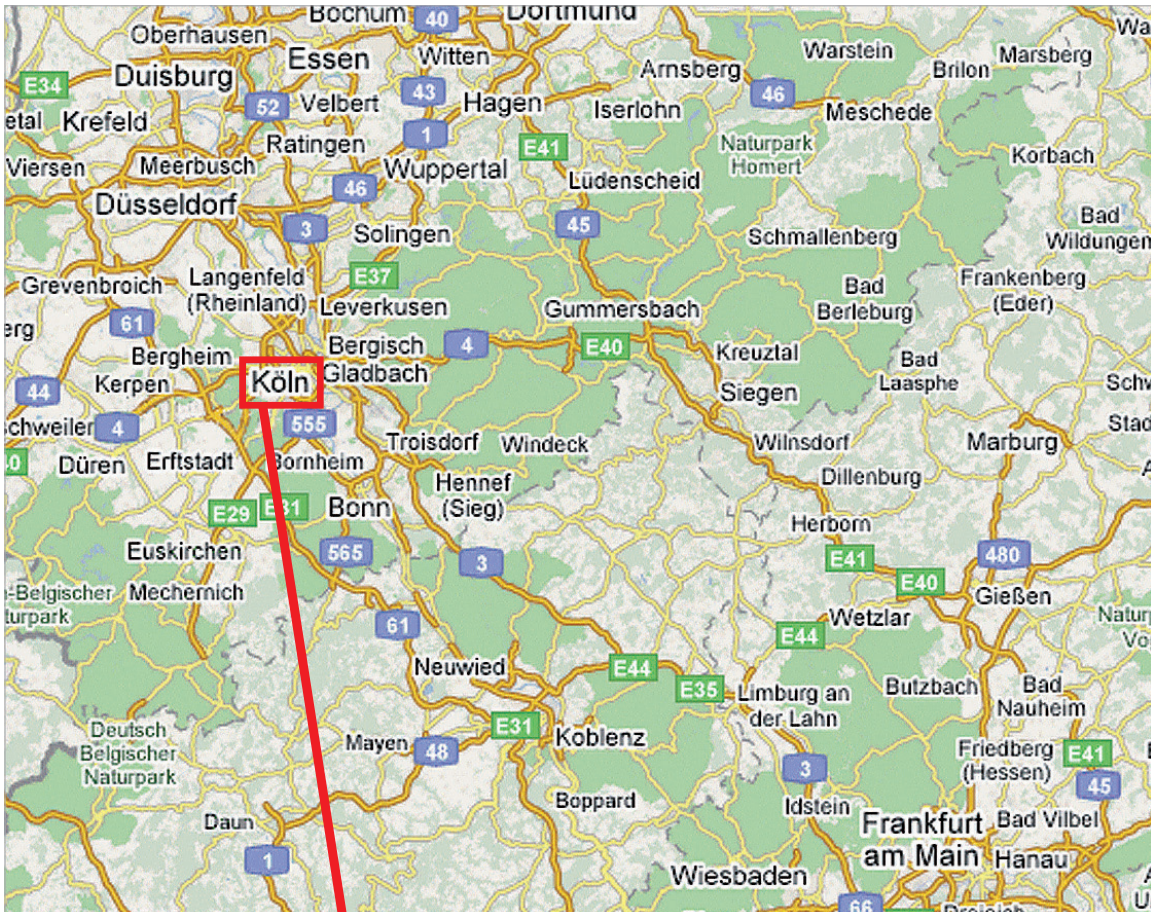 Bochum
40
Dortmund
Oberhausen
Essen
Witten
Warstein
Marsberg
Duisburg
Arnsberg
Brilon
E34
52
Velbert
43
Hagen
46
Iserlohn
Meschede
Krefeld
Ratingen
1
E41
Naturpark
Homert
Korbach
Viersen
Meerbusch
46
Wuppertal
Lüdenscheid
Düsseldorf
3
Solingen
45
Schmallenberg
Bad
Wildungen
Grevenbroich
Langenfeld
(Rheinland)
E37
Leverkusen
Gummersbach
Bad
Berleburg
Frankenberg
(Eder)
61
Bergheim
Bergisch
Gladbach
4
E40
Kreuztal
Bad
Laasphe
44
Kerpen
Köln
Siegen
4
555
Troisdorf
Windeck
Wilnsdorf
Marburg
Düren
Erftstadt
Bornheim
Hennef
(Sieg)
Dillenburg
E29
E31
Bonn
Herborn
Euskirchen
565
3
E41
480
Mechernich
E40
Gießen
61
E44
Wetzlar
Neuwied
E44
E35
Limburg an
der Lahn
Butzbach
Bad
Nauheim
Deutsch
Belgischer
Naturpark
Mayen
48
E31
Koblenz
Friedberg
(Hessen)
E41
3
45
Boppard
Idstein
Daun
Frankfurt
am Main
Bad Vilbel
1
Wiesbaden
Hanau
66